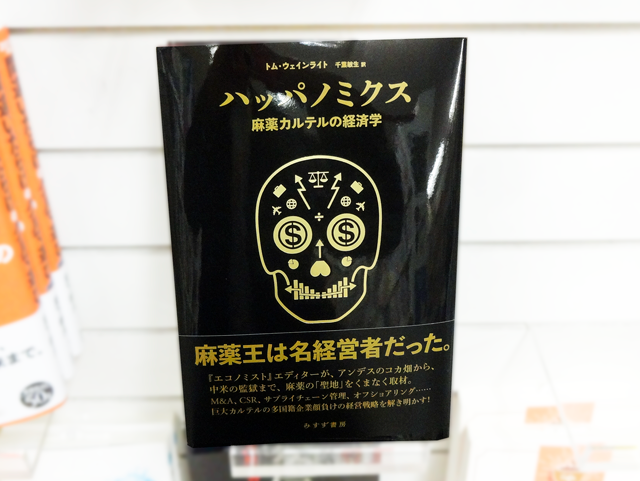 トム・ウェインライト 千葉敏生 訳
ハッパノミクス
麻薬カルテルの経済学
麻薬王は名経営者だった。
『エコノミスト』エディターが、アンデスのコカ畑から、
中米の監獄まで、麻薬の「聖地」をくまなく取材。
M&A、CSR、サプライチェーン管理、オフショアリング……
巨大カルテルの多国籍企業顔負けの経営戦略を解き明かす!
みすず書房